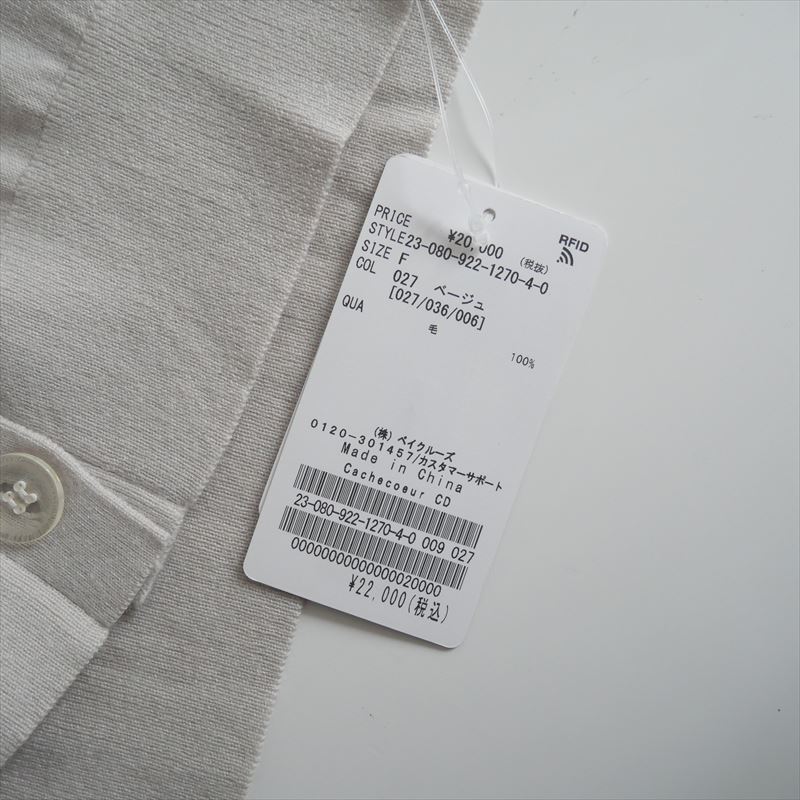 RFID
PRICE ¥20,000 (税抜)
STYLE23-080-922-1270-4-0
SIZE F
COL 027 ベージュ
[027/036/006]
QUA 毛 100%
(株) ベイクルーズ
0120-301457/カスタマーサポート
Made in China
Cachecoeur CD
23-080-922-1270-4-0 009 027
00000000000000020000
¥22,000(税込)